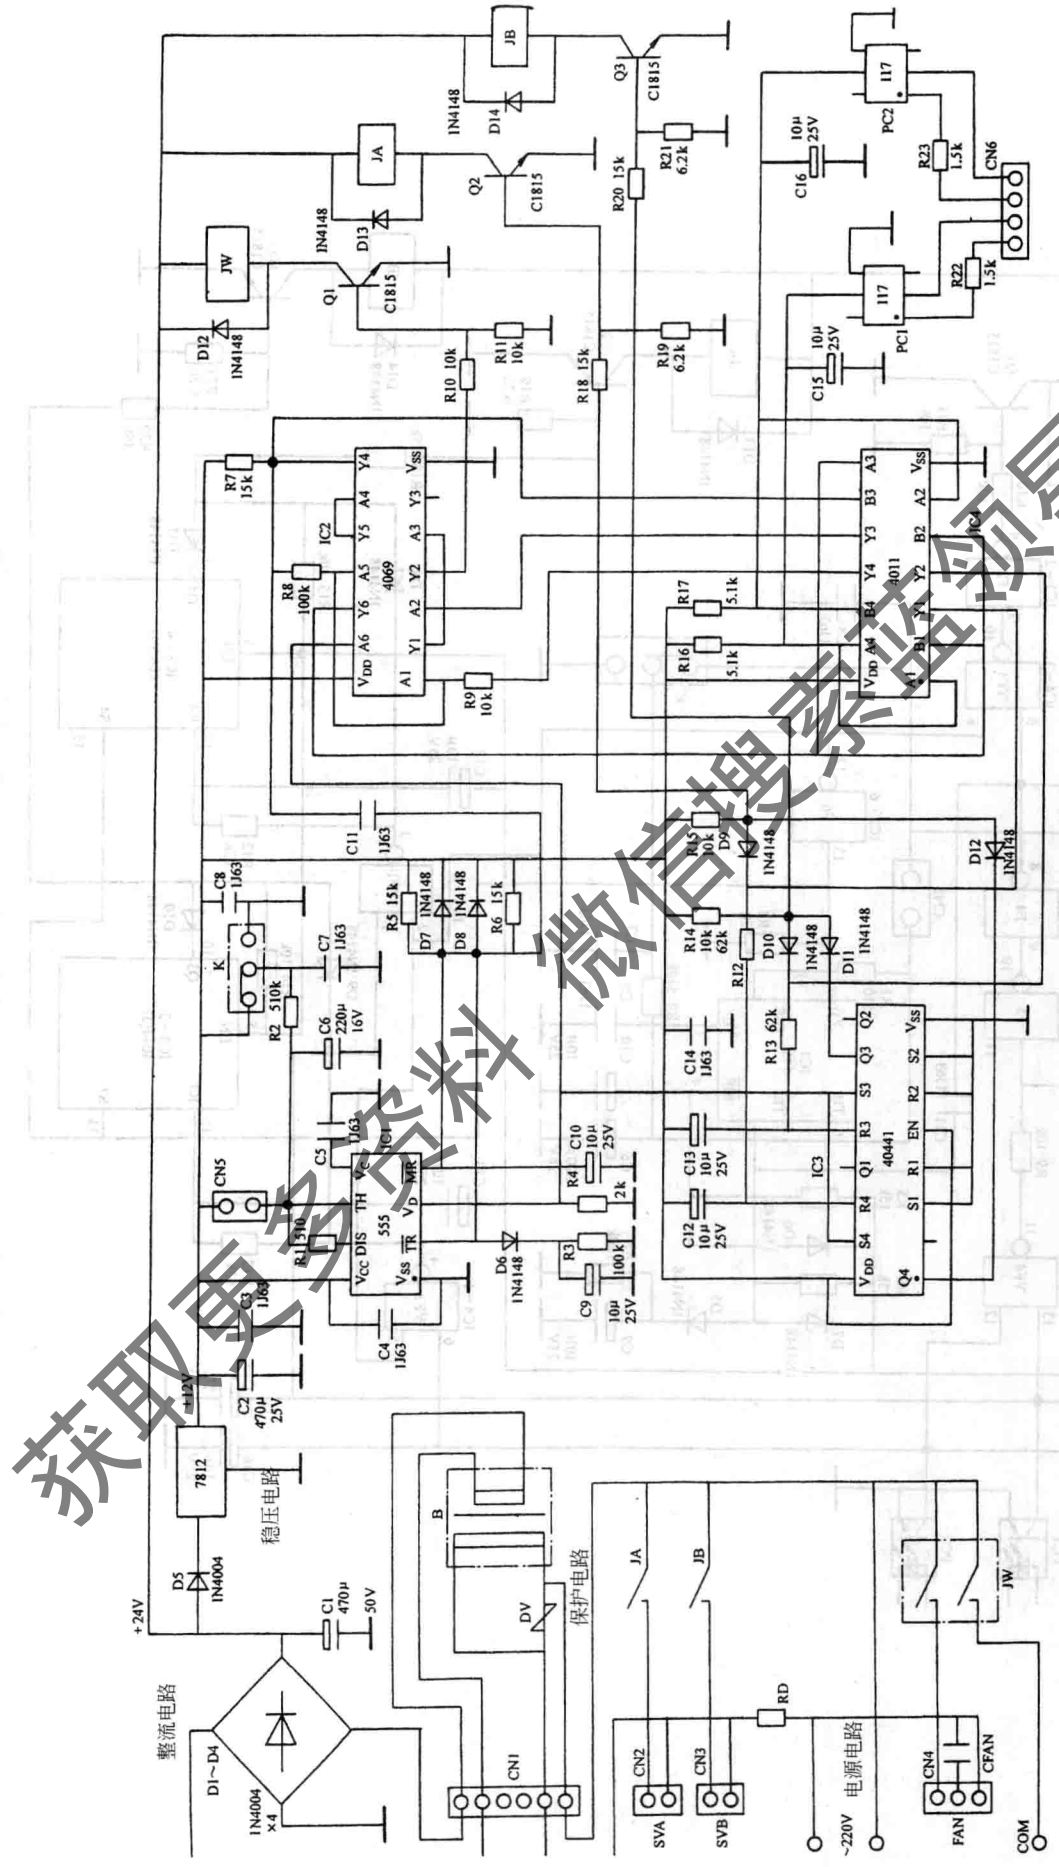 JB
1N4148
D14
Q3
C1815
JA
1N4148
D13
Q2
C1815
R20 15k
R21
6.2k
JW
D12
1N4148
Q1
C1815
R10 10k
R11
10k
R18 15k
R19
6.2k
10μ
25V
C16
117
PC2
R23
1.5k
CN6
117
PC1
R22
1.5k
10μ
25V
C15
R7
15k
R8
100k
IC2
4069
VDD
A6
Y6
A5
Y5
A4
Y4
A1
Y1
A2
Y2
A3
Y3
VSS
R9
10k
R17
5.1k
R16
5.1k
4011
IC4
VDD
A4
B4
Y4
Y3
B3
A3
A1
B1
Y1
Y2
B2
A2
VSS
C11
1J63
C8
1J63
K
C7
1J63
R2 510k
C6
220μ
16V
R5 15k
D7
1N4148
D8
1N4148
R6 15k
R15
10k
D9
1N4148
D12
1N4148
R14
10k
62k
R12
D10
1N4148
D11
1N4148
R13 62k
C14
1J63
C13
10μ
25V
C12
10μ
25V
CN5
C5
1J63
IC1
R1 510
555
VCC
DIS
TH
VC
VSS
TR
VD
MR
C4
1J63
C3
1J63
+12V
C2
470μ
25V
D6
1N4148
R4
2k
C10
10μ
25V
R3
100k
C9
10μ
25V
IC3
40441
VDD
S4
R4
Q1
R3
S3
Q3
Q2
Q4
S1
R1
EN
R2
S2
VSS
7812
稳压电路
D5
1N4004
+24V
C1
470μ
50V
整流电路
D1～D4
1N4004
×4
B
DV
保护电路
CN1
JA
JB
JW
CN2
SVA
CN3
SVB
RD
电源电路
~220V
CN4
FAN
CFAN
COM
获取更多资料 微信搜索蓝领星